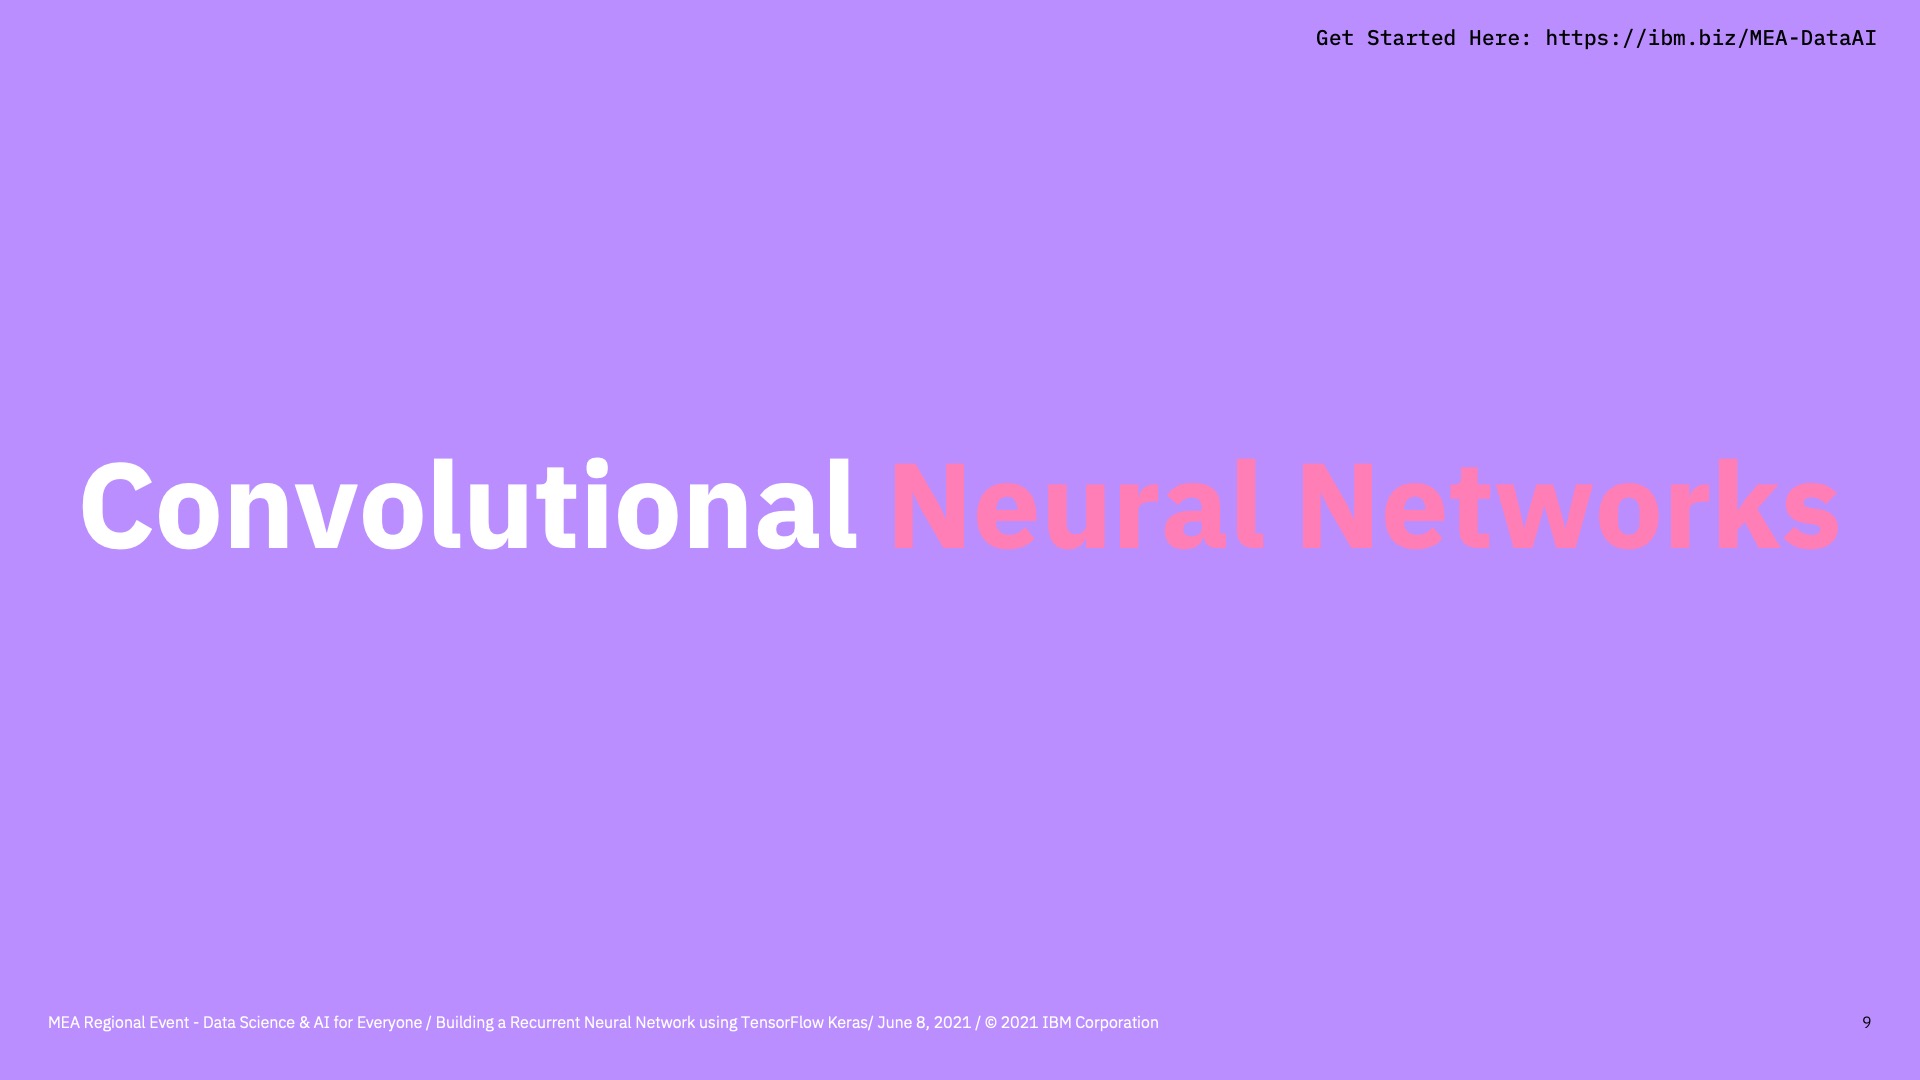 Get Started Here: https://ibm.biz/MEA-DataAI
Convolutional Neural Networks
MEA Regional Event - Data Science & AI for Everyone / Building a Recurrent Neural Network using TensorFlow Keras/ June 8, 2021 / © 2021 IBM Corporation
9